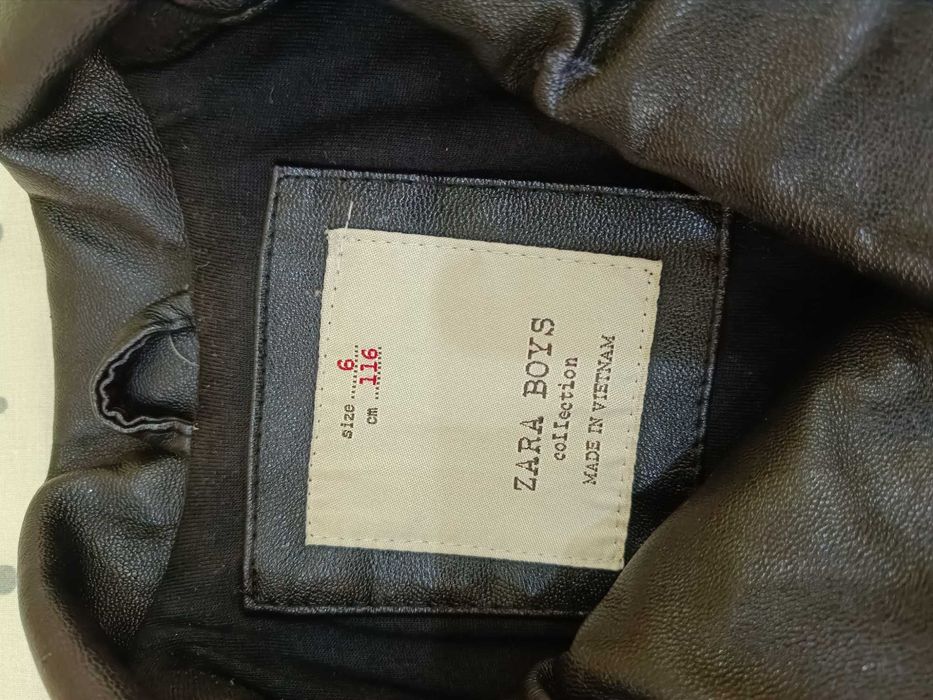 size 6
cm 116
ZARA BOYS
collection
MADE IN VIETNAM